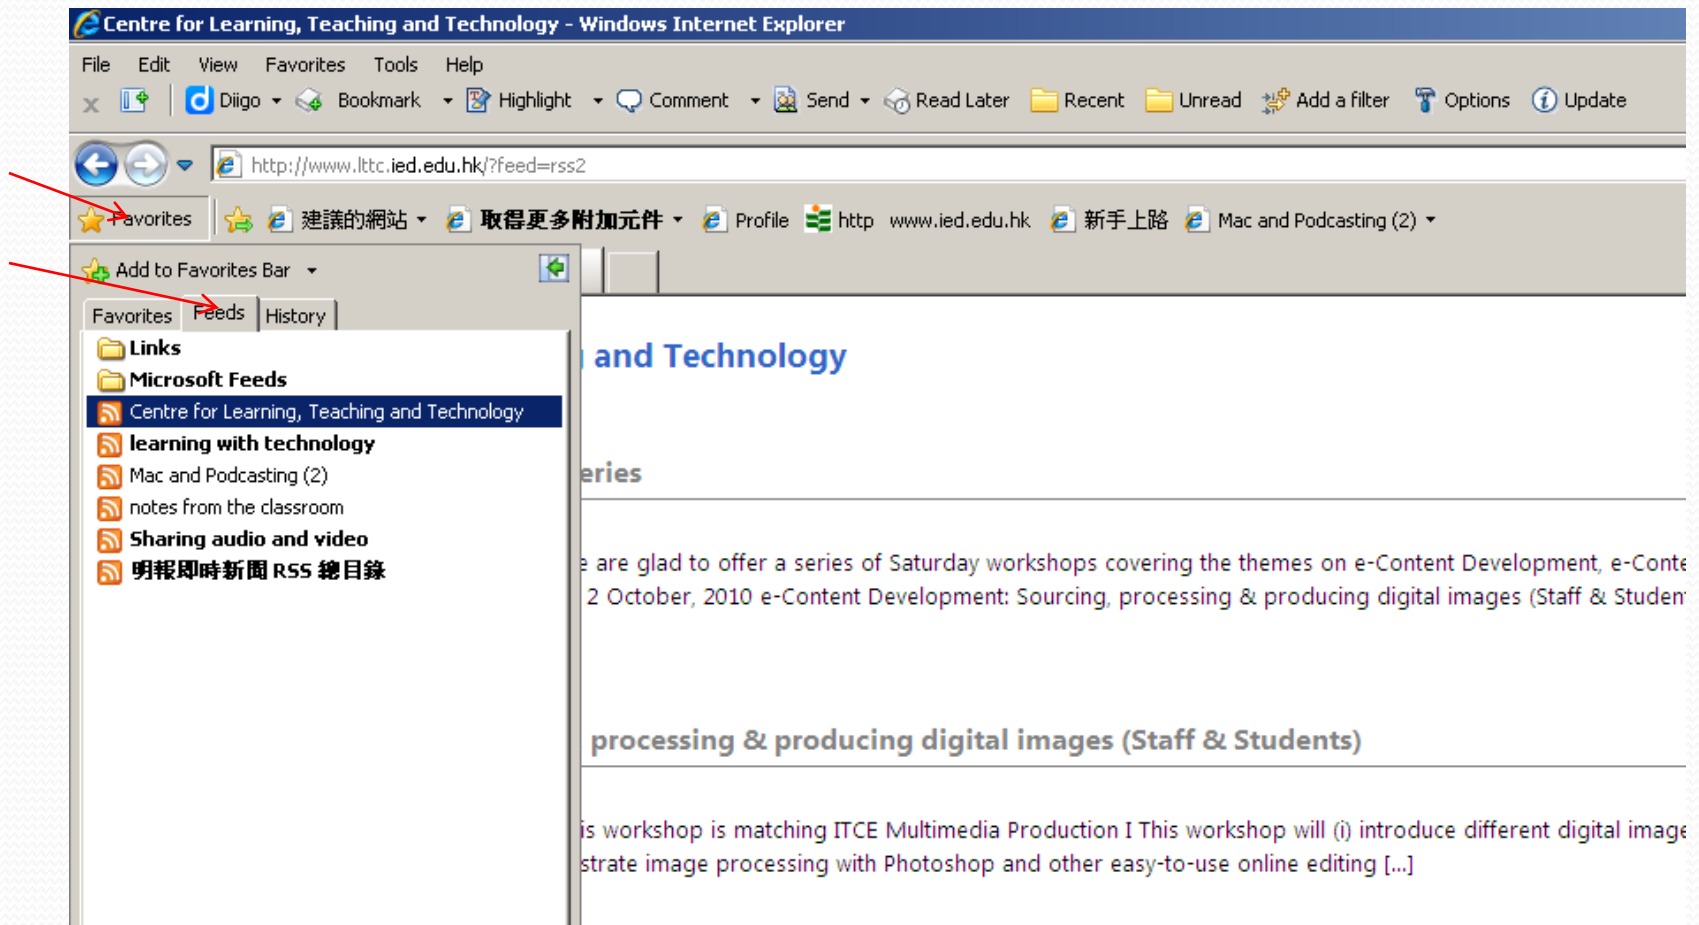 Centre for Learning, Teaching and Technology - Windows Internet Explorer
File Edit View Favorites Tools Help
x Diigo Bookmark Highlight Comment Send Read Later Recent Unread Add a filter Options Update
http://www.lttc.ied.edu.hk/?feed=rss2
Favorites 建議的網站 取得更多附加元件 Profile http www.ied.edu.hk 新手上路 Mac and Podcasting (2)
Add to Favorites Bar
Favorites Feeds History
Links
Microsoft Feeds
Centre for Learning, Teaching and Technology
learning with technology
Mac and Podcasting (2)
notes from the classroom
Sharing audio and video
明報即時新聞 RSS 總目錄
and Technology
eries
e are glad to offer a series of Saturday workshops covering the themes on e-Content Development, e-Conte
2 October, 2010 e-Content Development: Sourcing, processing & producing digital images (Staff & Studen
processing & producing digital images (Staff & Students)
is workshop is matching ITCE Multimedia Production I This workshop will (i) introduce different digital image
strate image processing with Photoshop and other easy-to-use online editing [...]